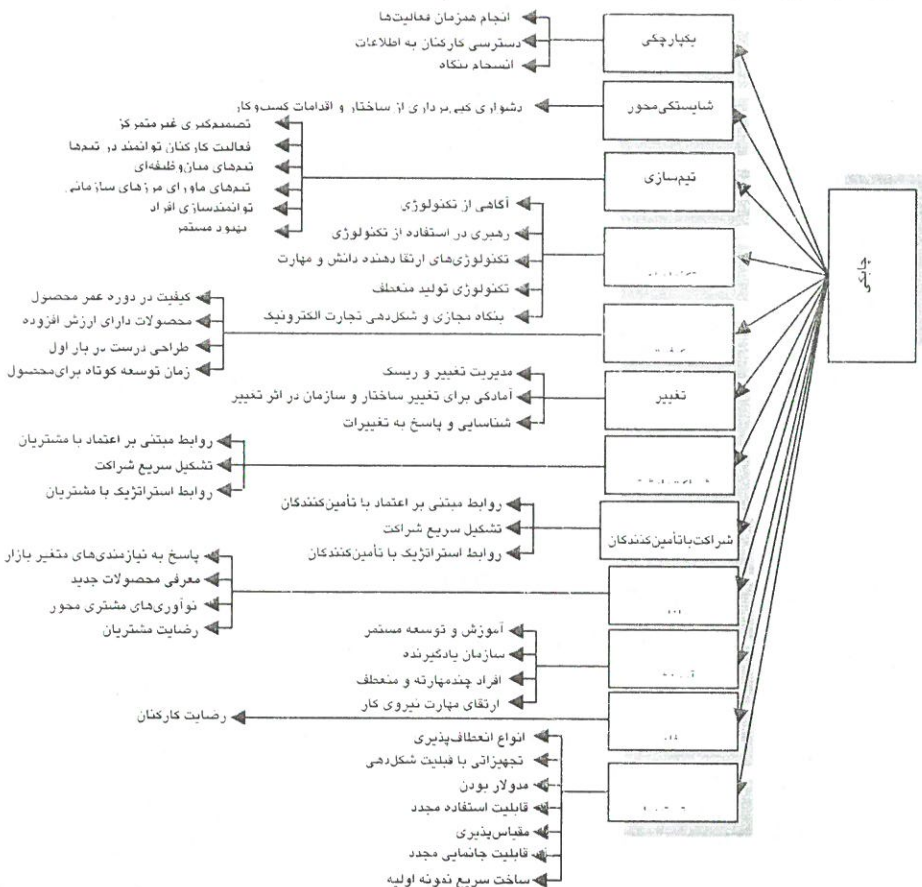 چابکی
یکپارچگی
انجام همزمان فعالیت‌ها
دسترسی کارکنان به اطلاعات
انسجام بنگاه
شایستگی‌محور
دشواری کپی‌برداری از ساختار و اقدامات کسب‌وکار
تیم‌سازی
تصمیم‌گیری غیرمتمرکز
فعالیت کارکنان توانمند در تیم‌ها
تیم‌های میان‌وظیفه‌ای
تیم‌های ماورای مرزهای سازمانی
توانمندسازی افراد
بهبود مستمر
آگاهی از تکنولوژی
رهبری در استفاده از تکنولوژی
تکنولوژی‌های ارتقا دهنده دانش و مهارت
تکنولوژی تولید منعطف
بنگاه مجازی و شکل‌دهی تجارت الکترونیک
کیفیت در دوره عمر محصول
محصولات دارای ارزش افزوده
طراحی درست در بار اول
زمان توسعه کوتاه برای‌محصول
تغییر
مدیریت تغییر و ریسک
آمادگی برای تغییر ساختار و سازمان در اثر تغییر
شناسایی و پاسخ به تغییرات
روابط مبتنی بر اعتماد با مشتریان
تشکیل سریع شراکت
روابط استراتژیک با مشتریان
شراکت‌با‌تأمین‌کنندگان
روابط مبتنی بر اعتماد با تأمین‌کنندگان
تشکیل سریع شراکت
روابط استراتژیک با تأمین‌کنندگان
پاسخ به نیازمندی‌های متغیر بازار
معرفی محصولات جدید
نوآوری‌های مشتری محور
رضایت مشتریان
آموزش و توسعه مستمر
سازمان یادگیرنده
افراد چندمهارته و منعطف
ارتقای مهارت نیروی کار
رضایت کارکنان
انواع انعطاف‌پذیری
تجهیزاتی با قبلیت شکل‌دهی
مدولار بودن
قابلیت استفاده مجدد
مقیاس‌پذیری
قابلیت جانمایی مجدد
ساخت سریع نمونه اولیه